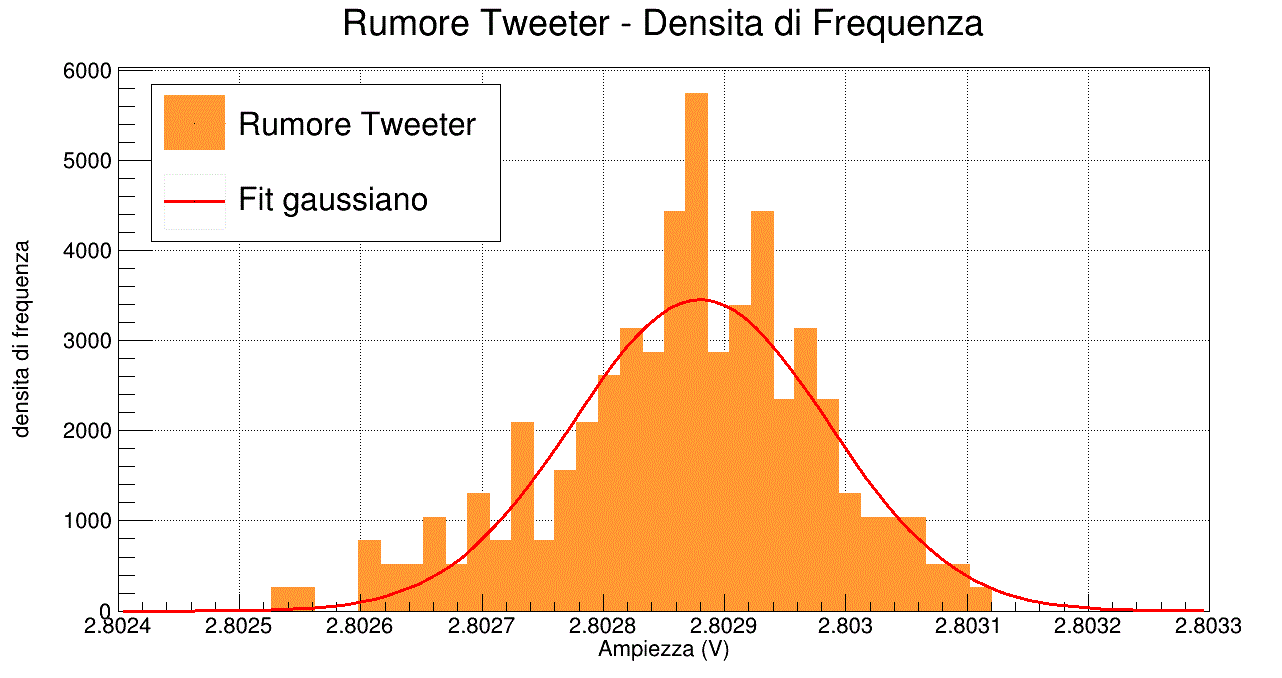 Rumore Tweeter - Densita di Frequenza
Rumore Tweeter
Fit gaussiano
densita di frequenza
6000
5000
4000
3000
2000
1000
0
2.8024 2.8025 2.8026 2.8027 2.8028 2.8029 2.803 2.8031 2.8032 2.8033
Ampiezza (V)